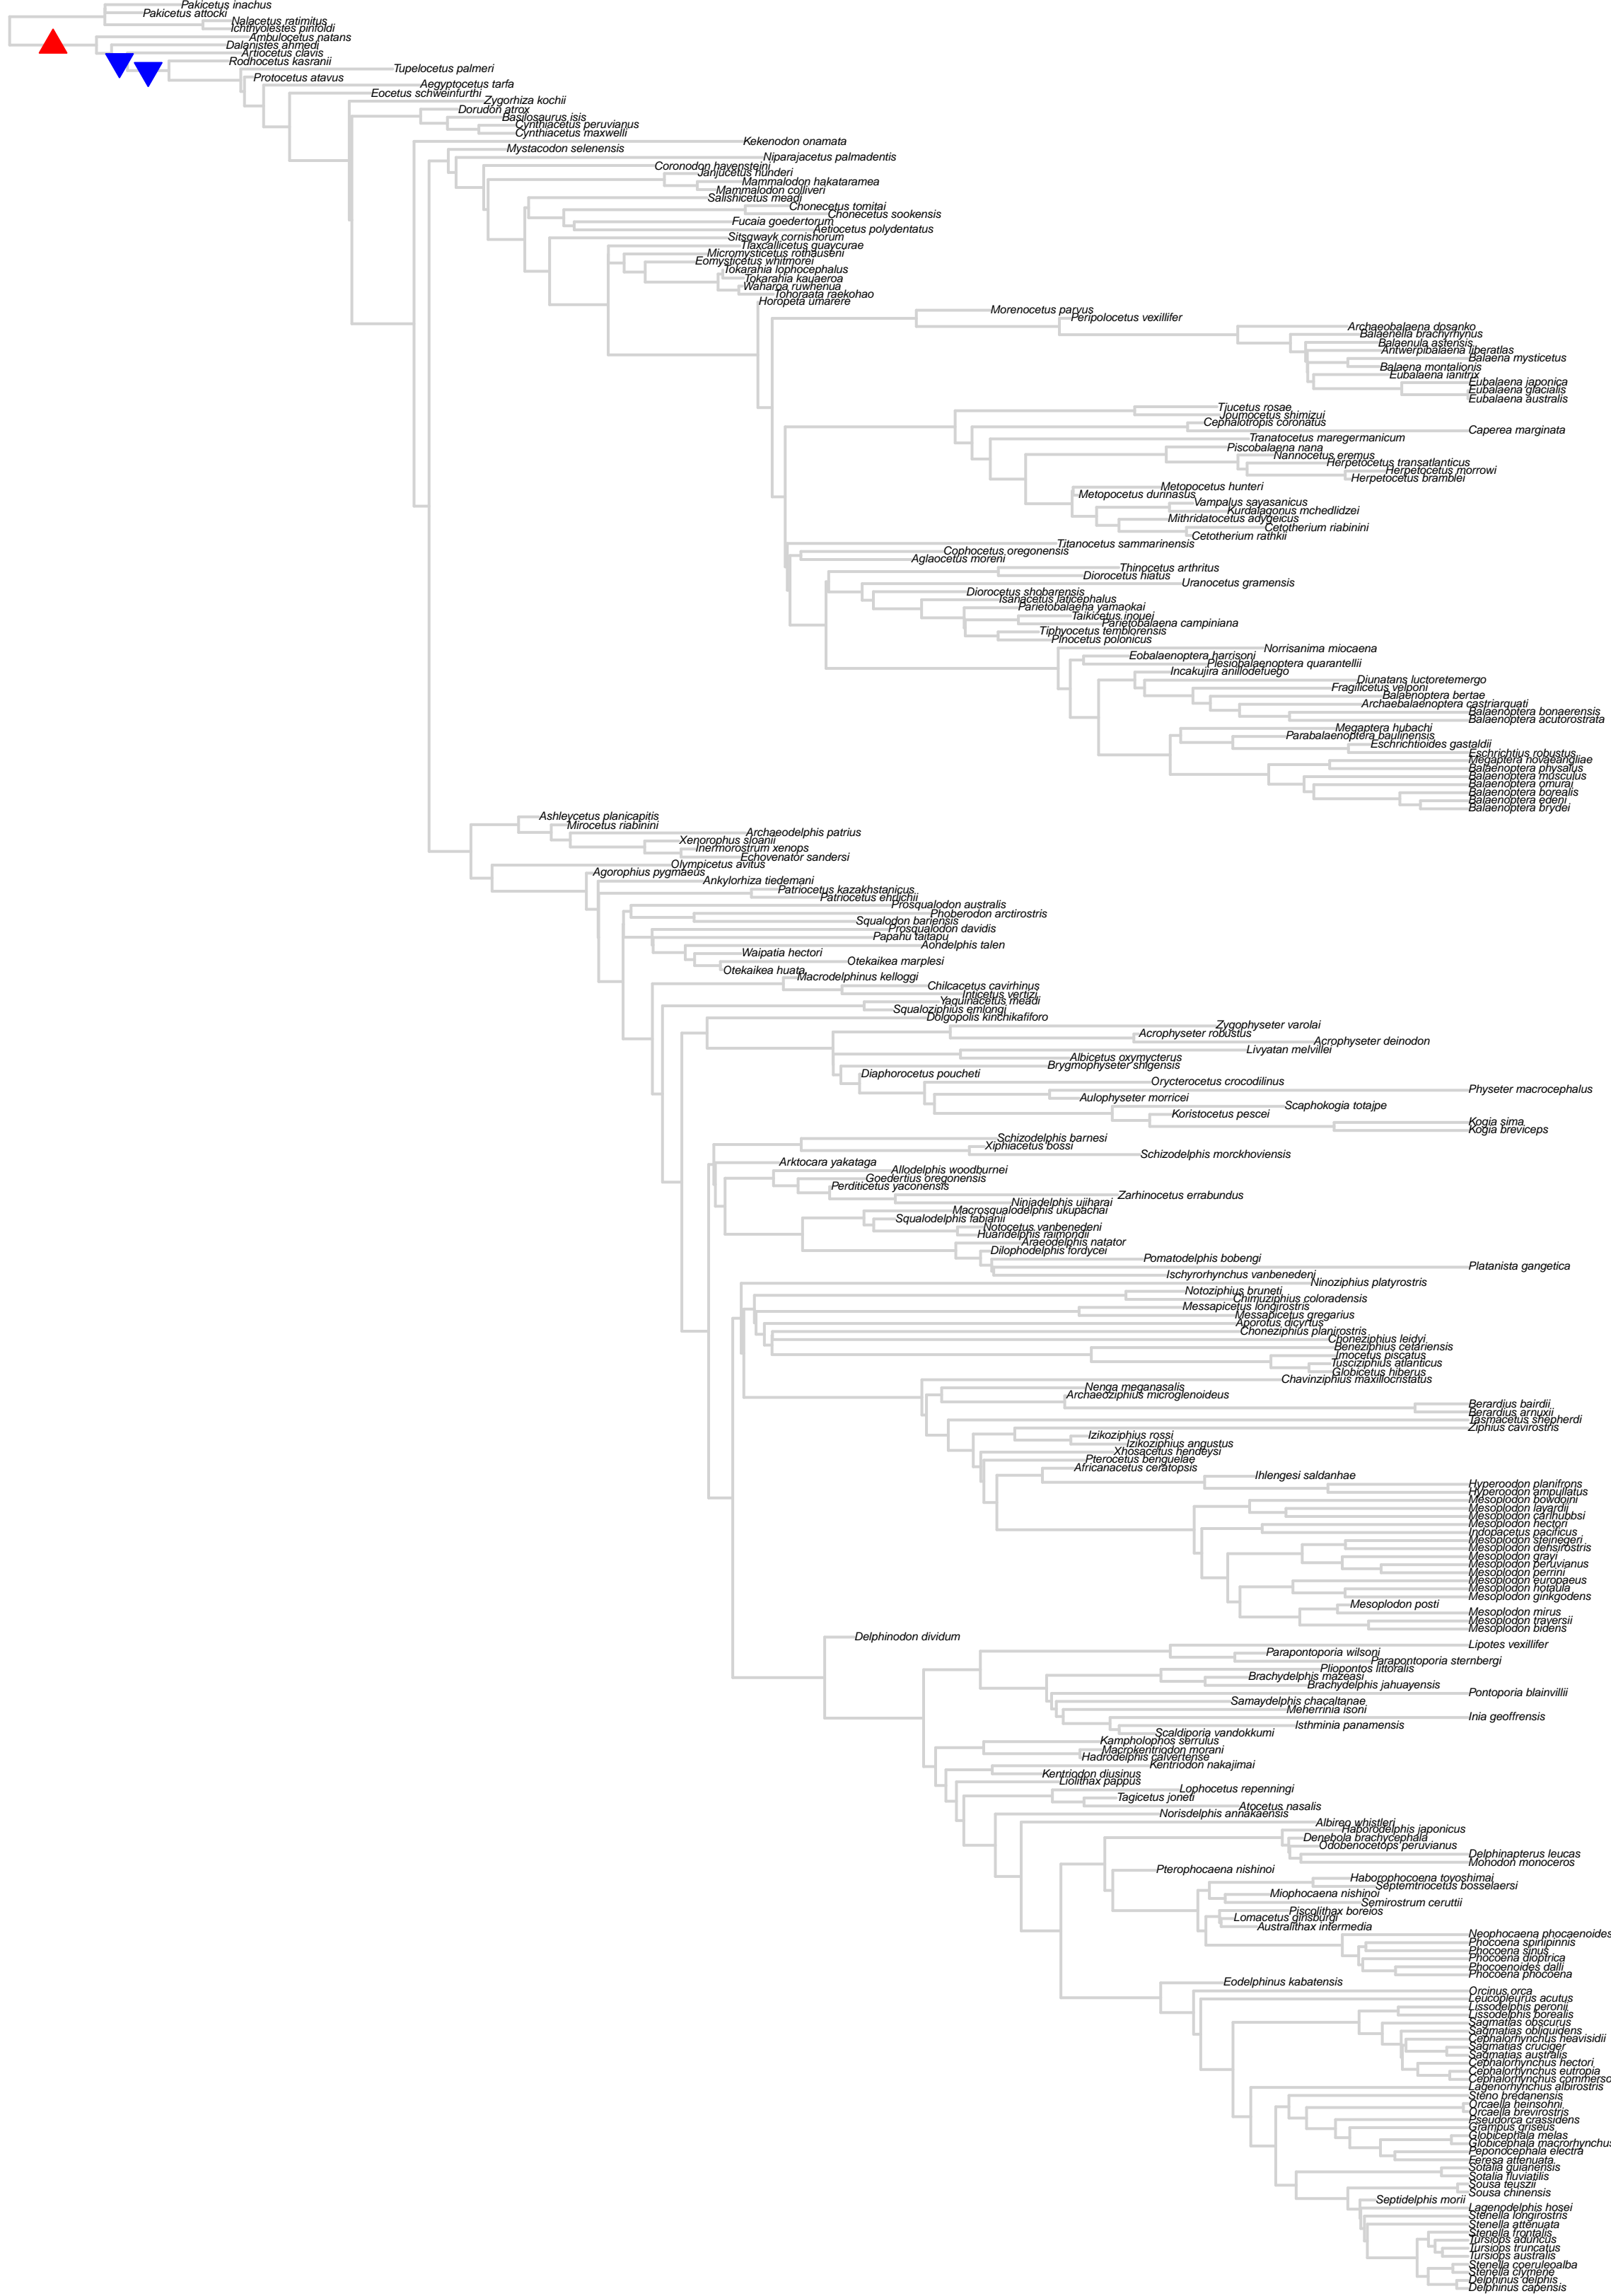 Pakicetus inachus
Pakicetus attocki
Nalacetus ratimitus
Ichthyolestes pinfoldi
Ambulocetus natans
Dalanistes ahmedi
Artiocetus clavis
Rodhocetus kasranii
Tupelocetus palmeri
Protocetus atavus
Aegyptocetus tarfa
Eocetus schweinfurthi
Zygorhiza kochii
Dorudon atrox
Basilosaurus isis
Cynthiacetus peruvianus
Cynthiacetus maxwelli
Kekenodon onamata
Mystacodon selenensis
Niparajacetus palmadentis
Coronodon havensteini
Janjucetus hunderi
Mammalodon hakataramea
Mammalodon colliveri
Salishicetus meadi
Chonecetus tomitai
Chonecetus sookensis
Fucaia goedertorum
Aetiocetus polydentatus
Sitsqwayk cornishorum
Tlaxcallicetus guaycurae
Micromysticetus rothauseni
Eomysticetus whitmorei
Tokarahia lophocephalus
Tokarahia kauaeroa
Waharoa ruwhenua
Tohoraata raekohao
Horopeta umarere
Morenocetus parvus
Peripolocetus vexillifer
Archaeobalaena dosanko
Balaenella brachyrhynus
Balaenula astensis
Antwerpibalaena liberatlas
Balaena mysticetus
Balaena montalionis
Eubalaena ianitrix
Eubalaena japonica
Eubalaena glacialis
Eubalaena australis
Tiucetus rosae
Joumocetus shimizui
Cephalotropis coronatus
Caperea marginata
Tranatocetus maregermanicum
Piscobalaena nana
Nannocetus eremus
Herpetocetus transatlanticus
Herpetocetus morrowi
Herpetocetus bramblei
Metopocetus hunteri
Metopocetus durinasus
Vampalus sayasanicus
Kurdalagonus mchedlidzei
Mithridatocetus adygeicus
Cetotherium riabinini
Cetotherium rathkii
Titanocetus sammarinensis
Cophocetus oregonensis
Aglaocetus moreni
Thinocetus arthritus
Diorocetus hiatus
Uranocetus gramensis
Diorocetus shobarensis
Isanacetus laticephalus
Parietobalaena yamaokai
Taikicetus inouei
Parietobalaena campiniana
Tiphyocetus temblorensis
Pinocetus polonicus
Norrisanima miocaena
Eobalaenoptera harrisoni
Plesiobalaenoptera quarantellii
Incakujira anillodefuego
Diunatans luctoretemergo
Fragilicetus velponi
Balaenoptera bertae
Archaebalaenoptera castriarquati
Balaenoptera bonaerensis
Balaenoptera acutorostrata
Megaptera hubachi
Parabalaenoptera baulinensis
Eschrichtioides gastaldii
Eschrichtius robustus
Megaptera novaeangliae
Balaenoptera physalus
Balaenoptera musculus
Balaenoptera omurai
Balaenoptera borealis
Balaenoptera edeni
Balaenoptera brydei
Ashleycetus planicapitis
Mirocetus riabinini
Archaeodelphis patrius
Xenorophus sloanii
Inermorostrum xenops
Echovenator sandersi
Olympicetus avitus
Agorophius pygmaeus
Ankylorhiza tiedemani
Patriocetus kazakhstanicus
Patriocetus ehrlichii
Prosqualodon australis
Phoberodon arctirostris
Squalodon bariensis
Prosqualodon davidis
Papahu taitapu
Aondelphis talen
Waipatia hectori
Otekaikea marplesi
Otekaikea huata
Macrodelphinus kelloggi
Chilcacetus cavirhinus
Inticetus vertizi
Yaquinacetus meadi
Squaloziphius emlongi
Dolgopolis kinchikafiforo
Zygophyseter varolai
Acrophyseter robustus
Acrophyseter deinodon
Livyatan melvillei
Albicetus oxymycterus
Brygmophyseter shigensis
Diaphorocetus poucheti
Orycterocetus crocodilinus
Physeter macrocephalus
Aulophyseter morricei
Scaphokogia totajpe
Koristocetus pescei
Kogia sima
Kogia breviceps
Schizodelphis barnesi
Xiphiacetus bossi
Schizodelphis morckhoviensis
Arktocara yakataga
Allodelphis woodburnei
Goedertius oregonensis
Perditicetus yaconensis
Zarhinocetus errabundus
Ninjadelphis ujiharai
Macrosqualodelphis ukupachai
Squalodelphis fabianii
Notocetus vanbenedeni
Huaridelphis raimondii
Araeodelphis natator
Dilophodelphis fordycei
Pomatodelphis bobengi
Platanista gangetica
Ischyrorhynchus vanbenedeni
Ninoziphius platyrostris
Notoziphius bruneti
Chimuziphius coloradensis
Messapicetus longirostris
Messapicetus gregarius
Aporotus dicyrtus
Choneziphius planirostris
Choneziphius leidyi
Beneziphius cetariensis
Imocetus piscatus
Tusciziphius atlanticus
Globicetus hiberus
Chavinziphius maxillocristatus
Nenga meganasalis
Archaeoziphius microglenoideus
Berardius bairdii
Berardius arnuxii
Tasmacetus shepherdi
Ziphius cavirostris
Izikoziphius rossi
Izikoziphius angustus
Xhosacetus hendeysi
Pterocetus benguelae
Africanacetus ceratopsis
Ihlengesi saldanhae
Hyperoodon planifrons
Hyperoodon ampullatus
Mesoplodon bowdoini
Mesoplodon layardii
Mesoplodon carlhubbsi
Mesoplodon hectori
Indopacetus pacificus
Mesoplodon stejnegeri
Mesoplodon densirostris
Mesoplodon grayi
Mesoplodon peruvianus
Mesoplodon perrini
Mesoplodon europaeus
Mesoplodon hotaula
Mesoplodon ginkgodens
Mesoplodon posti
Mesoplodon mirus
Mesoplodon traversii
Mesoplodon bidens
Delphinodon dividum
Lipotes vexillifer
Parapontoporia wilsoni
Parapontoporia sternbergi
Pliopontos littoralis
Brachydelphis mazeasi
Brachydelphis jahuayensis
Pontoporia blainvillii
Samaydelphis chacaltanae
Meherrinia isoni
Inia geoffrensis
Isthminia panamensis
Scaldiporia vandokkumi
Kampholophos serrulus
Macrokentriodon morani
Hadrodelphis calvertense
Kentriodon nakajimai
Kentriodon diusinus
Liolithax pappus
Lophocetus repenningi
Tagicetus joneti
Atocetus nasalis
Norisdelphis annakaensis
Albireo whistleri
Haborodelphis japonicus
Denebola brachycephala
Odobenocetops peruvianus
Delphinapterus leucas
Monodon monoceros
Pterophocaena nishinoi
Haborophocoena toyoshimai
Septemtriocetus bosselaersi
Miophocaena nishinoi
Semirostrum ceruttii
Piscolithax boreios
Lomacetus ginsburgi
Australithax intermedia
Neophocaena phocaenoides
Phocoena spinipinnis
Phocoena sinus
Phocoena dioptrica
Phocoenoides dalli
Phocoena phocoena
Eodelphinus kabatensis
Orcinus orca
Leucopleurus acutus
Lissodelphis peronii
Lissodelphis borealis
Sagmatias obscurus
Sagmatias obliquidens
Cephalorhynchus heavisidii
Sagmatias cruciger
Sagmatias australis
Cephalorhynchus hectori
Cephalorhynchus eutropia
Cephalorhynchus commerso
Lagenorhynchus albirostris
Steno bredanensis
Orcaella heinsohni
Orcaella brevirostris
Pseudorca crassidens
Grampus griseus
Globicephala melas
Globicephala macrorhynchus
Peponocephala electra
Feresa attenuata
Sotalia guianensis
Sotalia fluviatilis
Sousa teuszii
Sousa chinensis
Septidelphis morii
Lagenodelphis hosei
Stenella longirostris
Stenella attenuata
Stenella frontalis
Tursiops aduncus
Tursiops truncatus
Tursiops australis
Stenella coeruleoalba
Stenella clymene
Delphinus delphis
Delphinus capensis